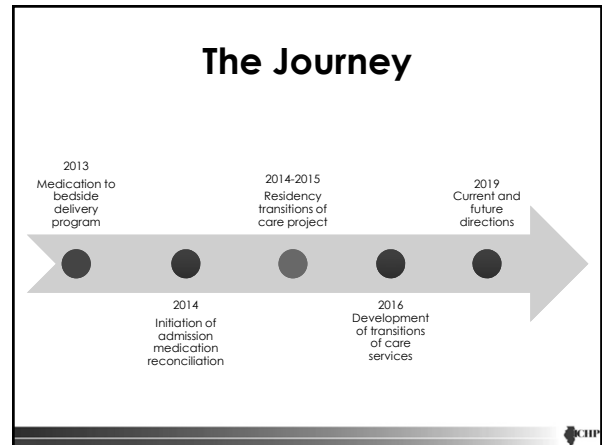 The Journey
2013
Medication to
bedside
delivery
program
2014
Initiation of
admission
medication
reconciliation
2014-2015
Residency
transitions of
care project
2016
Development
of transitions
of care
services
2019
Current and
future
directions
ICHP